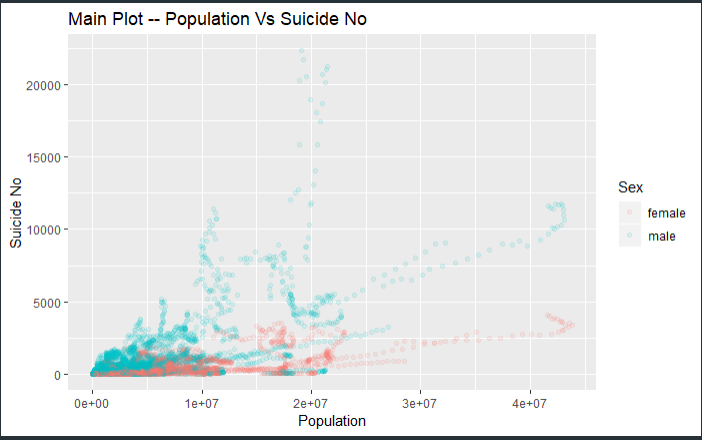 Main Plot -- Population Vs Suicide No
Suicide No
20000
15000
10000
5000
0
0e+00 1e+07 2e+07 3e+07 4e+07
Population
Sex
female
male